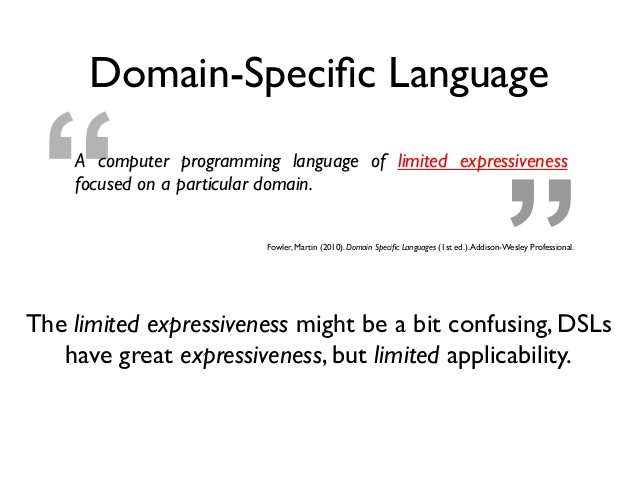 Domain-Specific Language
“
A computer programming language of limited expressiveness
focused on a particular domain.
”
Fowler, Martin (2010). Domain Specific Languages (1st ed.). Addison-Wesley Professional.
The limited expressiveness might be a bit confusing, DSLs
have great expressiveness, but limited applicability.